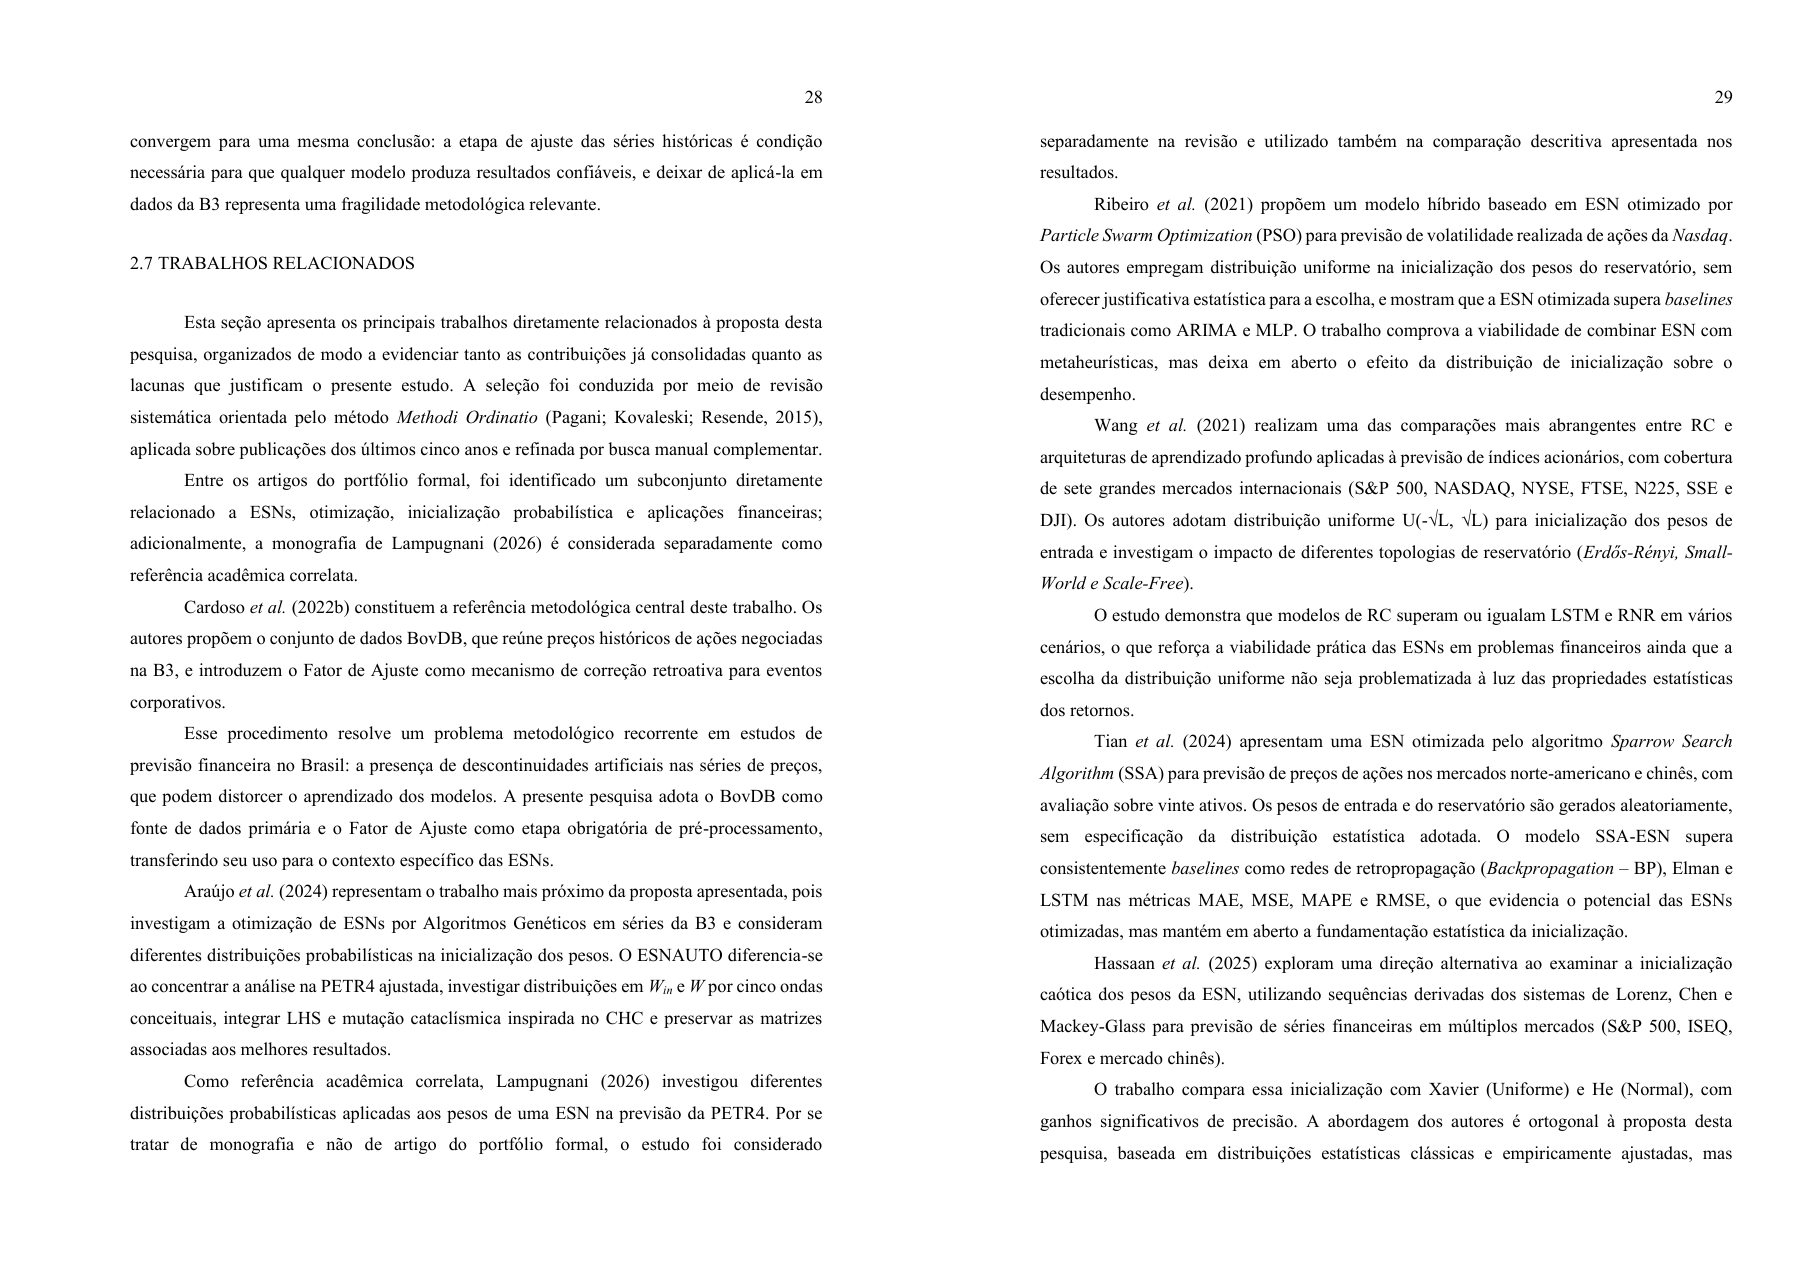 28
convergem para uma mesma conclusão: a etapa de ajuste das séries históricas é condição
necessária para que qualquer modelo produza resultados confiáveis, e deixar de aplicá-la em
dados da B3 representa uma fragilidade metodológica relevante.
2.7 TRABALHOS RELACIONADOS
Esta seção apresenta os principais trabalhos diretamente relacionados à proposta desta
pesquisa, organizados de modo a evidenciar tanto as contribuições já consolidadas quanto as
lacunas que justificam o presente estudo. A seleção foi conduzida por meio de revisão
sistemática orientada pelo método Methodi Ordinatio (Pagani; Kovaleski; Resende, 2015),
aplicada sobre publicações dos últimos cinco anos e refinada por busca manual complementar.
Entre os artigos do portfólio formal, foi identificado um subconjunto diretamente
relacionado a ESNs, otimização, inicialização probabilística e aplicações financeiras;
adicionalmente, a monografia de Lampugnani (2026) é considerada separadamente como
referência acadêmica correlata.
Cardoso et al. (2022b) constituem a referência metodológica central deste trabalho. Os
autores propõem o conjunto de dados BovDB, que reúne preços históricos de ações negociadas
na B3, e introduzem o Fator de Ajuste como mecanismo de correção retroativa para eventos
corporativos.
Esse procedimento resolve um problema metodológico recorrente em estudos de
previsão financeira no Brasil: a presença de descontinuidades artificiais nas séries de preços,
que podem distorcer o aprendizado dos modelos. A presente pesquisa adota o BovDB como
fonte de dados primária e o Fator de Ajuste como etapa obrigatória de pré-processamento,
transferindo seu uso para o contexto específico das ESNs.
Araújo et al. (2024) representam o trabalho mais próximo da proposta apresentada, pois
investigam a otimização de ESNs por Algoritmos Genéticos em séries da B3 e consideram
diferentes distribuições probabilísticas na inicialização dos pesos. O ESNAUTO diferencia-se
ao concentrar a análise na PETR4 ajustada, investigar distribuições em Win e W por cinco ondas
conceituais, integrar LHS e mutação cataclísmica inspirada no CHC e preservar as matrizes
associadas aos melhores resultados.
Como referência acadêmica correlata, Lampugnani (2026) investigou diferentes
distribuições probabilísticas aplicadas aos pesos de uma ESN na previsão da PETR4. Por se
tratar de monografia e não de artigo do portfólio formal, o estudo foi considerado
29
separadamente na revisão e utilizado também na comparação descritiva apresentada nos
resultados.
Ribeiro et al. (2021) propõem um modelo híbrido baseado em ESN otimizado por
Particle Swarm Optimization (PSO) para previsão de volatilidade realizada de ações da Nasdaq.
Os autores empregam distribuição uniforme na inicialização dos pesos do reservatório, sem
oferecer justificativa estatística para a escolha, e mostram que a ESN otimizada supera baselines
tradicionais como ARIMA e MLP. O trabalho comprova a viabilidade de combinar ESN com
metaheurísticas, mas deixa em aberto o efeito da distribuição de inicialização sobre o
desempenho.
Wang et al. (2021) realizam uma das comparações mais abrangentes entre RC e
arquiteturas de aprendizado profundo aplicadas à previsão de índices acionários, com cobertura
de sete grandes mercados internacionais (S&P 500, NASDAQ, NYSE, FTSE, N225, SSE e
DJI). Os autores adotam distribuição uniforme U(-√L, √L) para inicialização dos pesos de
entrada e investigam o impacto de diferentes topologias de reservatório (Erdős-Rényi, Small-
World e Scale-Free).
O estudo demonstra que modelos de RC superam ou igualam LSTM e RNR em vários
cenários, o que reforça a viabilidade prática das ESNs em problemas financeiros ainda que a
escolha da distribuição uniforme não seja problematizada à luz das propriedades estatísticas
dos retornos.
Tian et al. (2024) apresentam uma ESN otimizada pelo algoritmo Sparrow Search
Algorithm (SSA) para previsão de preços de ações nos mercados norte-americano e chinês, com
avaliação sobre vinte ativos. Os pesos de entrada e do reservatório são gerados aleatoriamente,
sem especificação da distribuição estatística adotada. O modelo SSA-ESN supera
consistentemente baselines como redes de retropropagação (Backpropagation – BP), Elman e
LSTM nas métricas MAE, MSE, MAPE e RMSE, o que evidencia o potencial das ESNs
otimizadas, mas mantém em aberto a fundamentação estatística da inicialização.
Hassaan et al. (2025) exploram uma direção alternativa ao examinar a inicialização
caótica dos pesos da ESN, utilizando sequências derivadas dos sistemas de Lorenz, Chen e
Mackey-Glass para previsão de séries financeiras em múltiplos mercados (S&P 500, ISEQ,
Forex e mercado chinês).
O trabalho compara essa inicialização com Xavier (Uniforme) e He (Normal), com
ganhos significativos de precisão. A abordagem dos autores é ortogonal à proposta desta
pesquisa, baseada em distribuições estatísticas clássicas e empiricamente ajustadas, mas